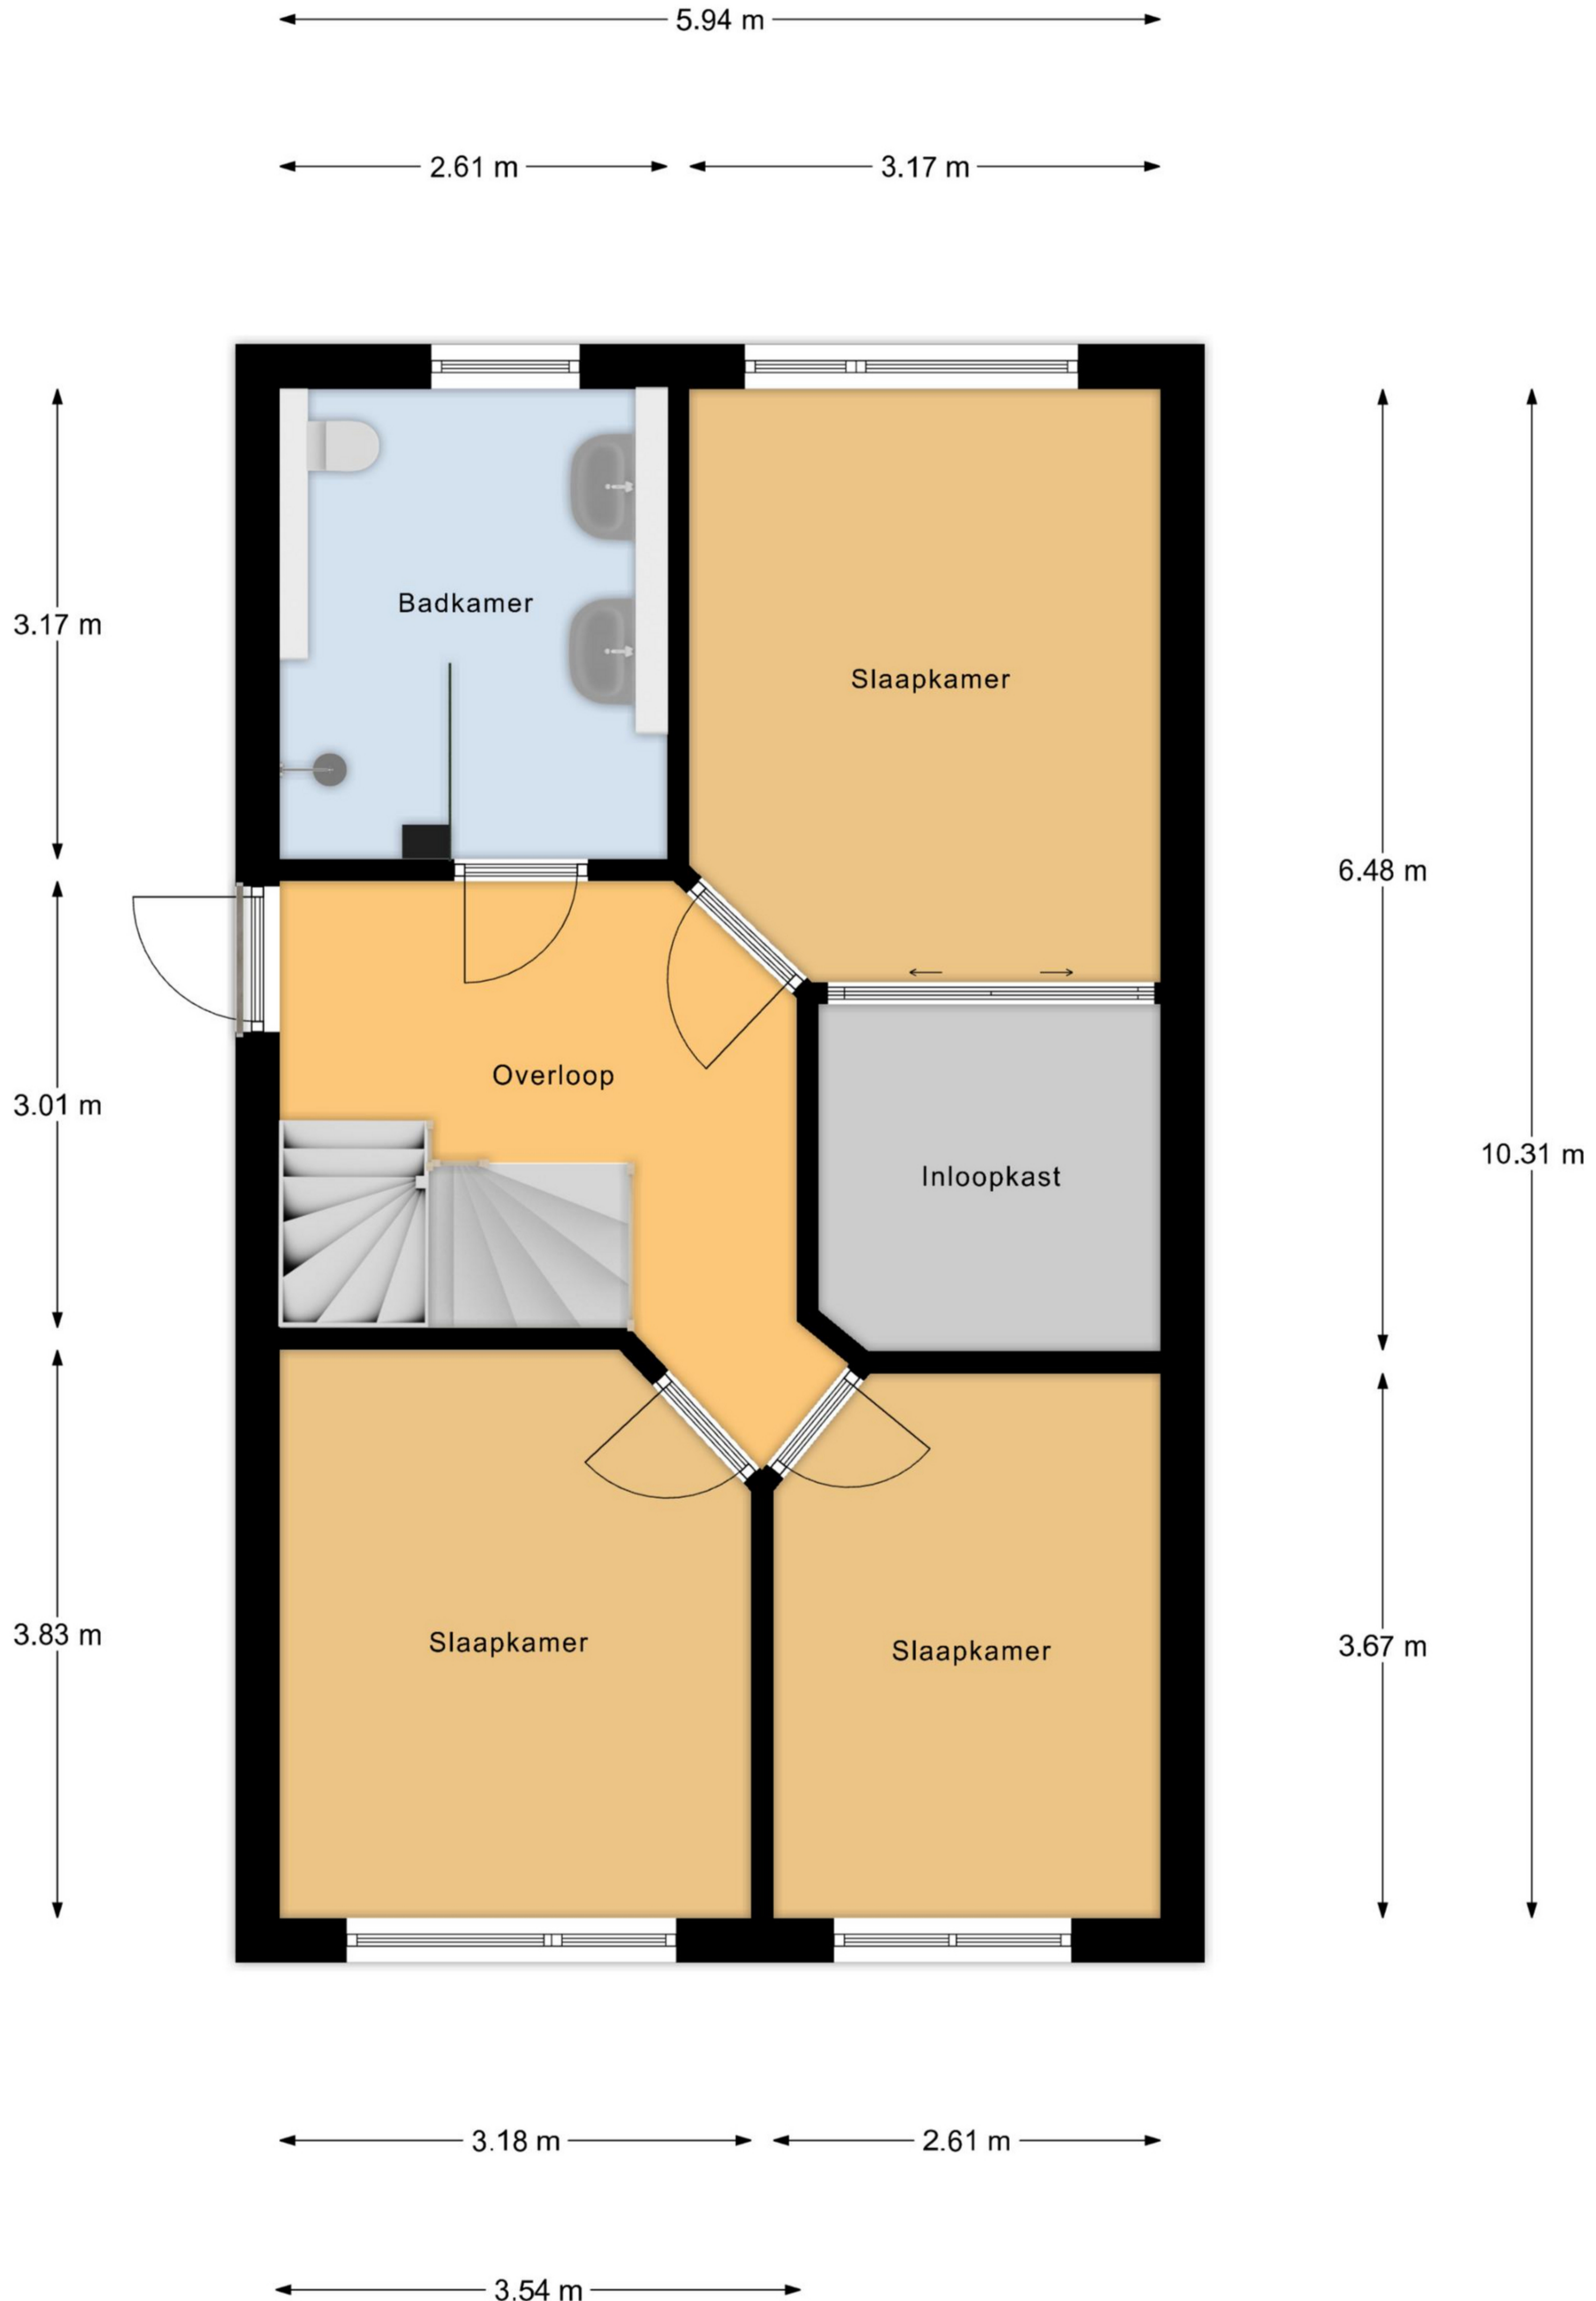 5.94 m
2.61 m
3.17 m
Badkamer
3.17 m
Slaapkamer
6.48 m
Overloop
3.01 m
10.31 m
Inloopkast
3.83 m
Slaapkamer
Slaapkamer
3.67 m
3.18 m
2.61 m
3.54 m